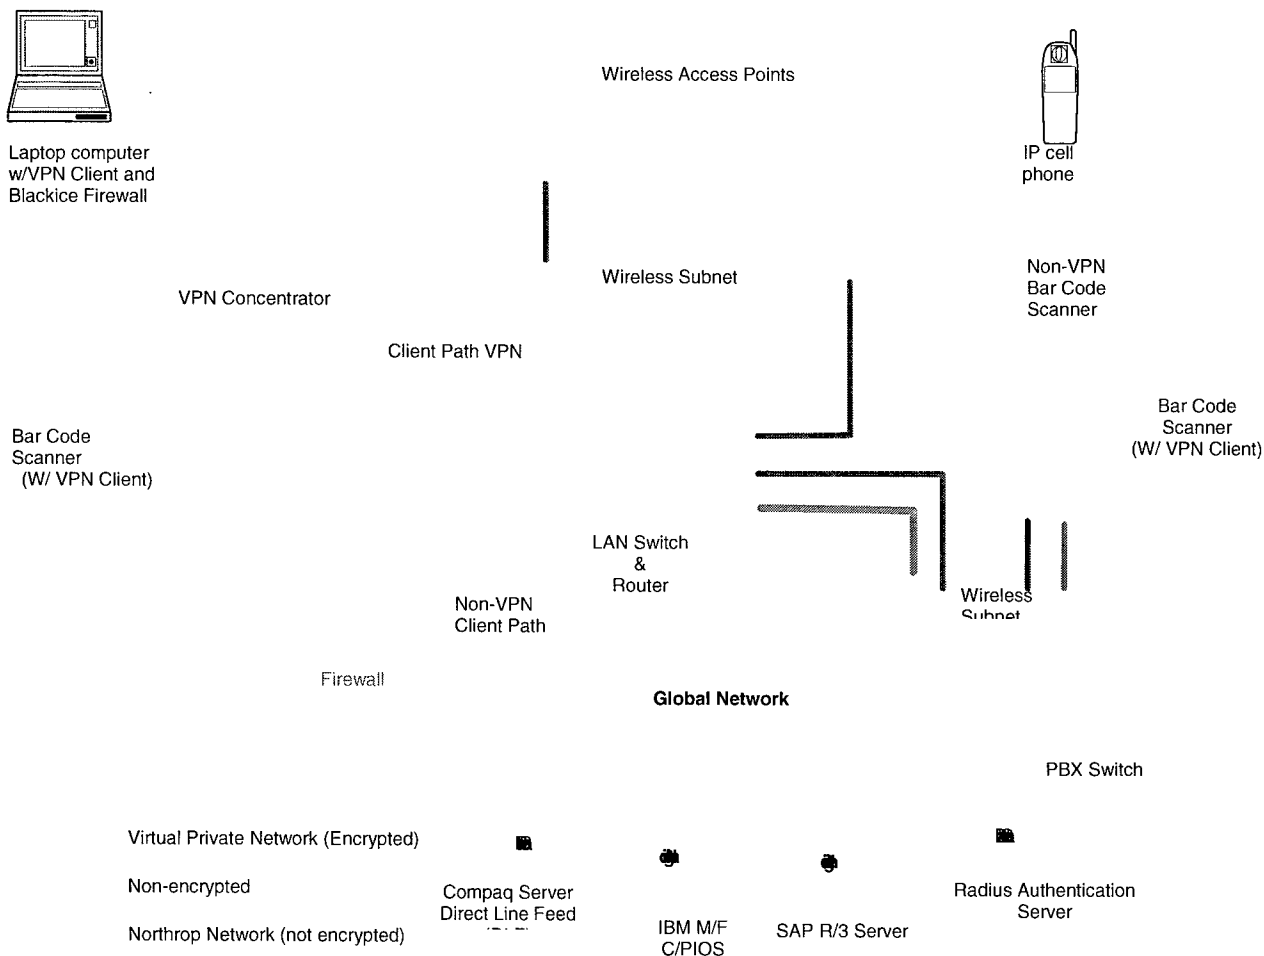 Wireless Access Points
Laptop computer
w/VPN Client and
Blackice Firewall
IP cell
phone
Wireless Subnet
Non-VPN
Bar Code
Scanner
VPN Concentrator
Client Path VPN
Bar Code
Scanner
(W/ VPN Client)
Bar Code
Scanner
(W/ VPN Client)
LAN Switch
&
Router
Non-VPN
Client Path
Wireless
Subnet
Firewall
Global Network
PBX Switch
Virtual Private Network (Encrypted)
Non-encrypted
Northrop Network (not encrypted)
Compaq Server
Direct Line Feed
IBM M/F
C/PIOS
SAP R/3 Server
Radius Authentication
Server